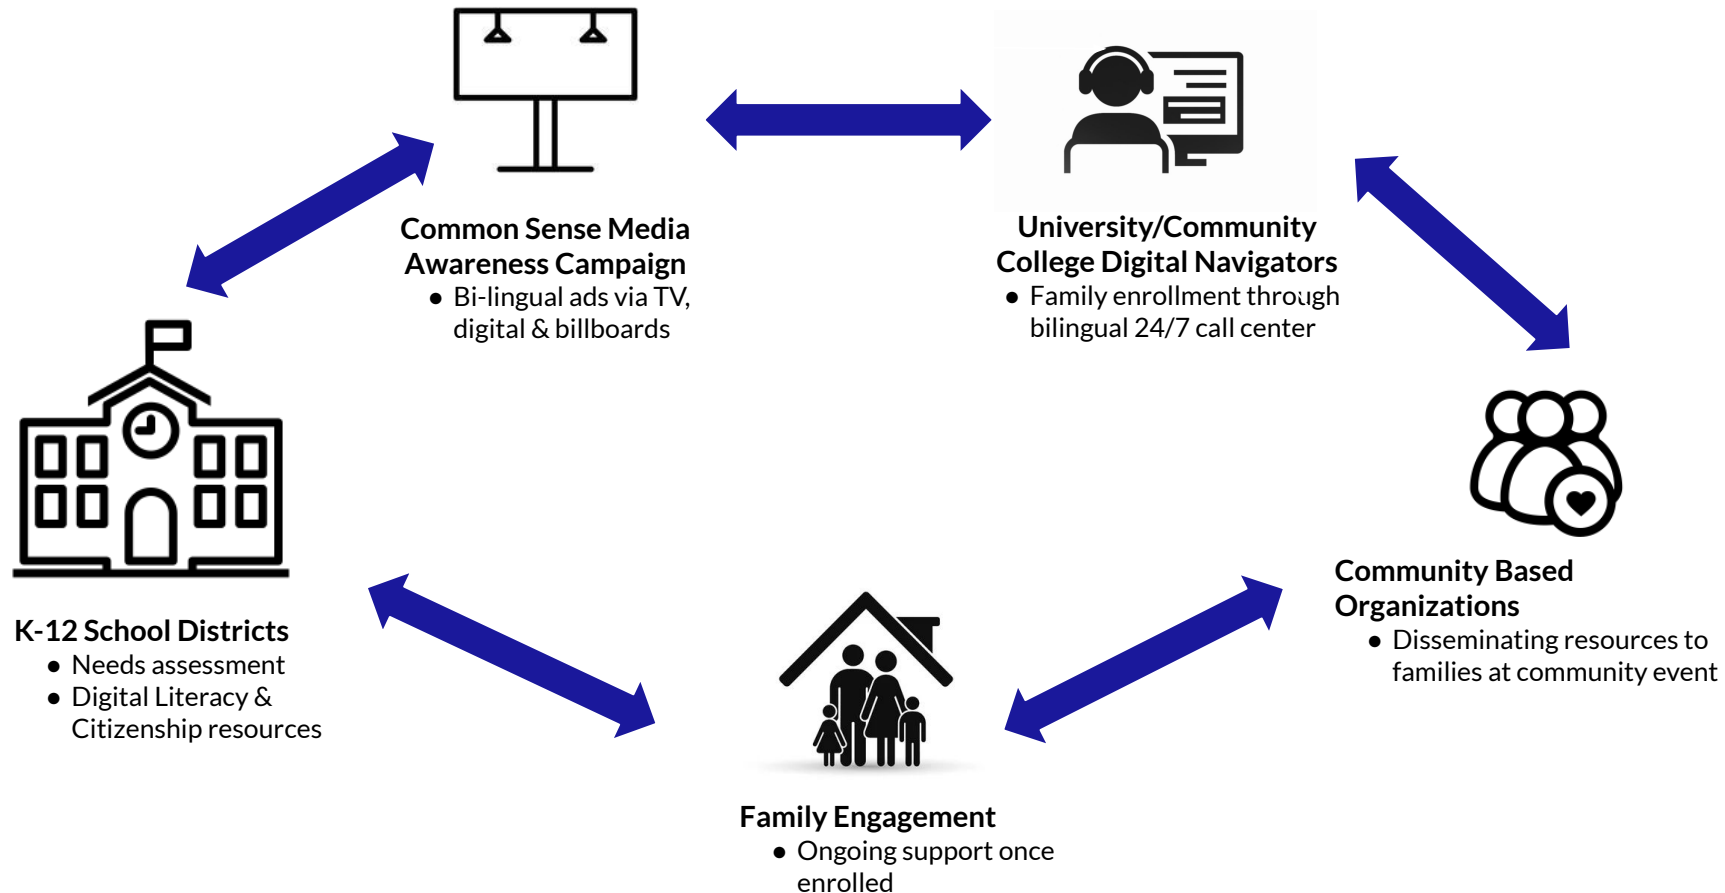 Common Sense Media
Awareness Campaign
● Bi-lingual ads via TV,
digital & billboards
University/Community
College Digital Navigators
● Family enrollment through
bilingual 24/7 call center
K-12 School Districts
● Needs assessment
● Digital Literacy &
Citizenship resources
Community Based
Organizations
● Disseminating resources to
families at community event
Family Engagement
● Ongoing support once
enrolled